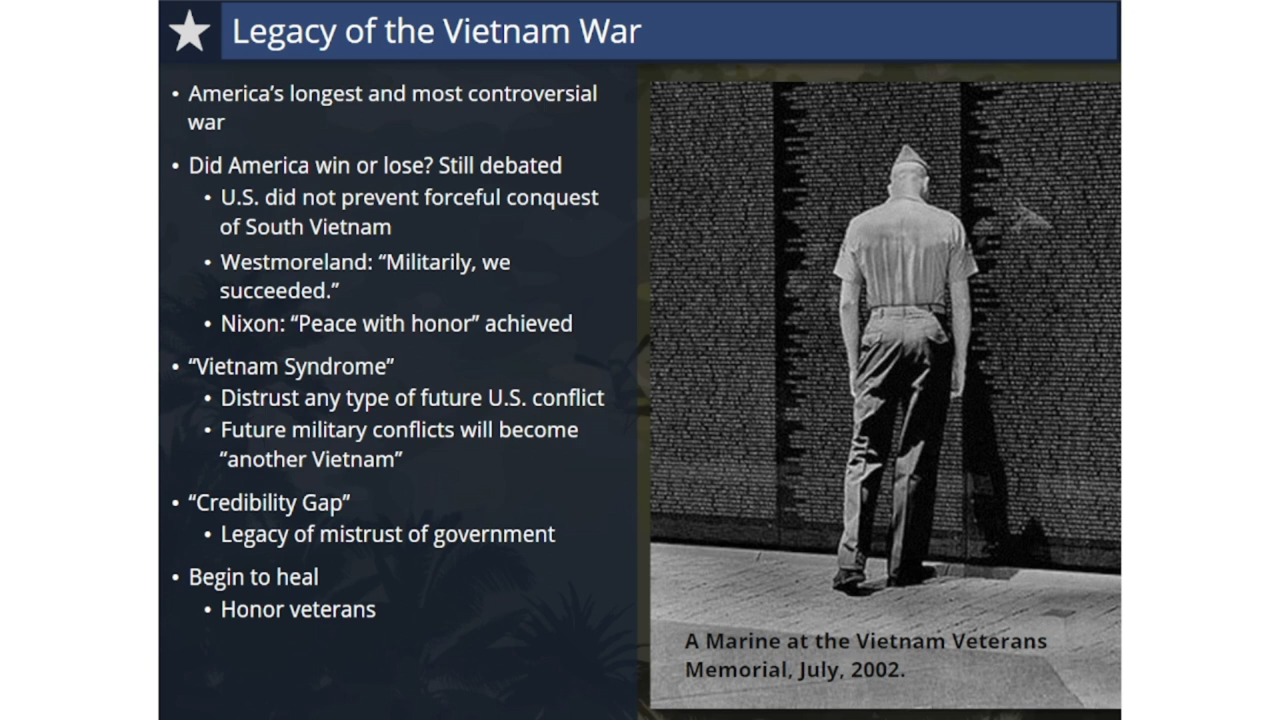 Legacy of the Vietnam War
• America’s longest and most controversial
war
• Did America win or lose? Still debated
• U.S. did not prevent forceful conquest
of South Vietnam
• Westmoreland: “Militarily, we
succeeded.”
• Nixon: “Peace with honor” achieved
• “Vietnam Syndrome”
• Distrust any type of future U.S. conflict
• Future military conflicts will become
“another Vietnam”
• “Credibility Gap”
• Legacy of mistrust of government
• Begin to heal
• Honor veterans
A Marine at the Vietnam Veterans
Memorial, July, 2002.